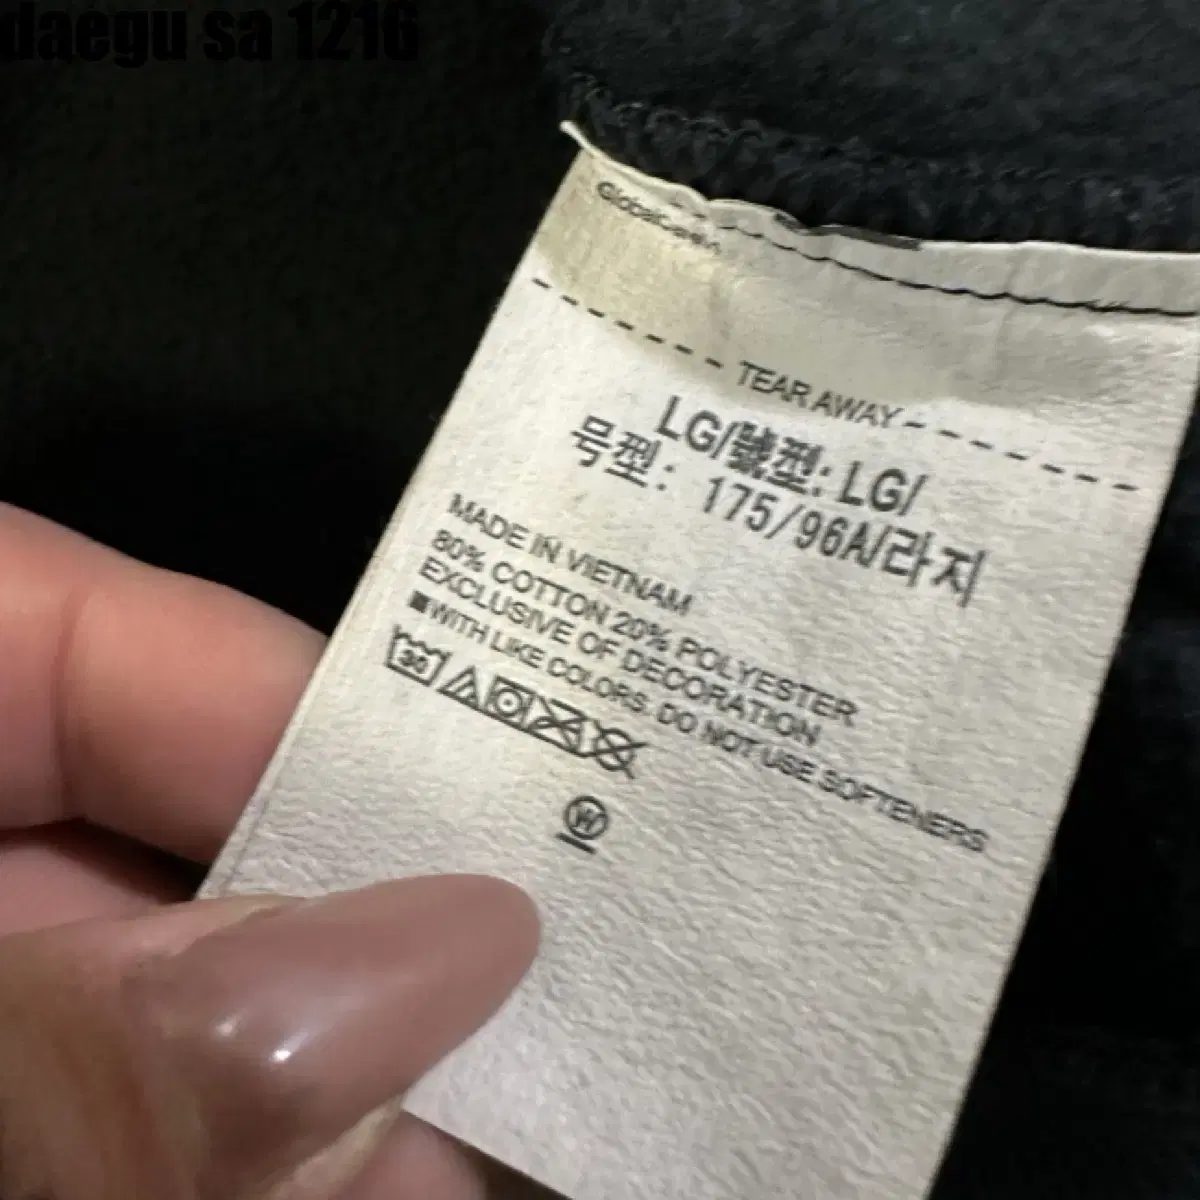 daegu sa 1216
TEAR AWAY
LG/號型: LG/
号型: 175/96A/라지
MADE IN VIETNAM
80% COTTON 20% POLYESTER
EXCLUSIVE OF DECORATION
■WITH LIKE COLORS. DO NOT USE SOFTENERS
30
W